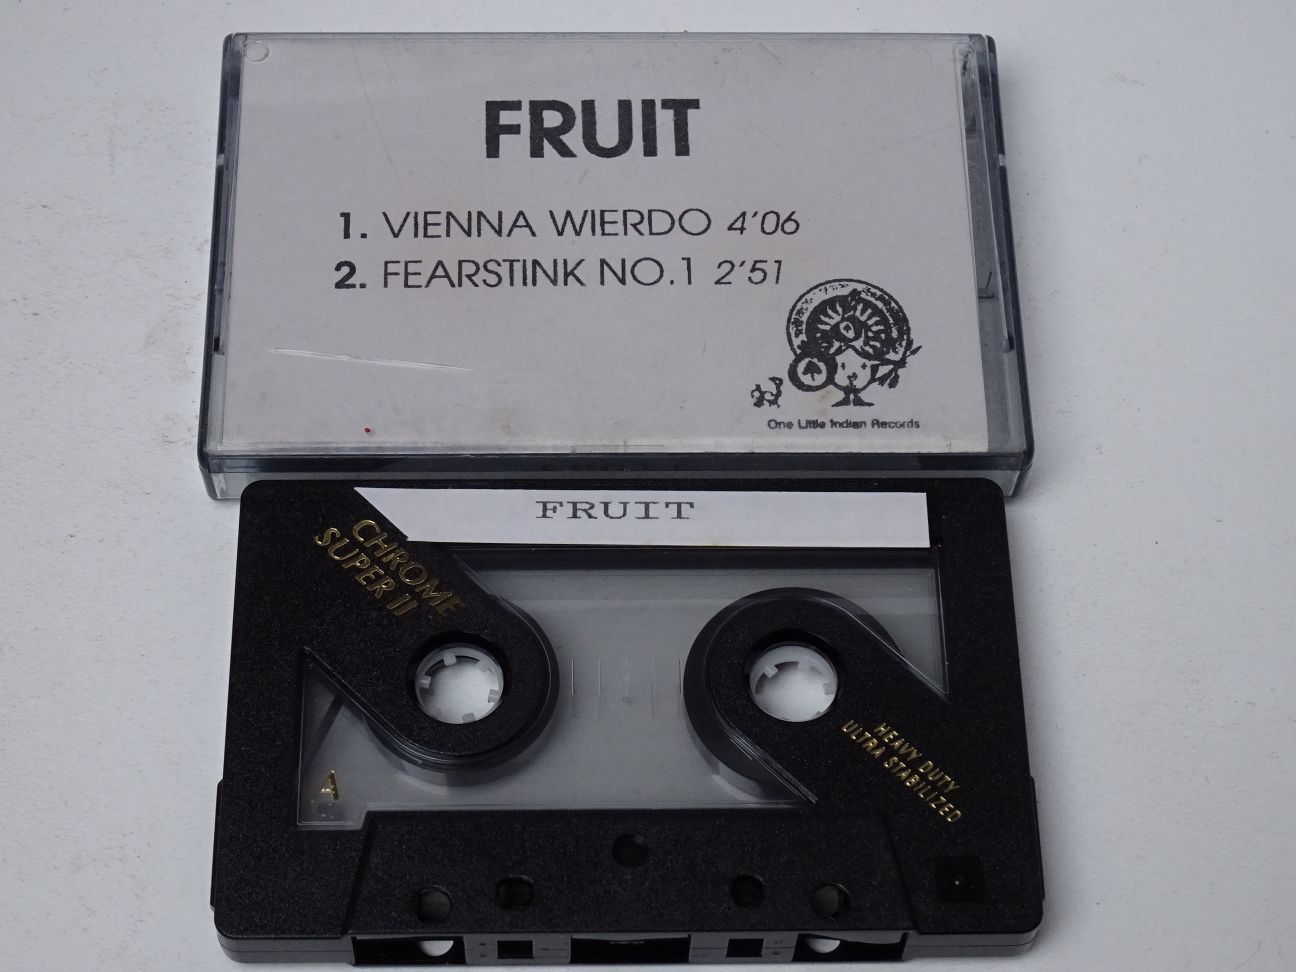 FRUIT
1. VIENNA WIERDO 4'06
2. FEARSTINK NO.1 2'51
One Little Indian Records
FRUIT
CHROME
SUPER II
A
HEAVY DUTY
ULTRA STABILIZED